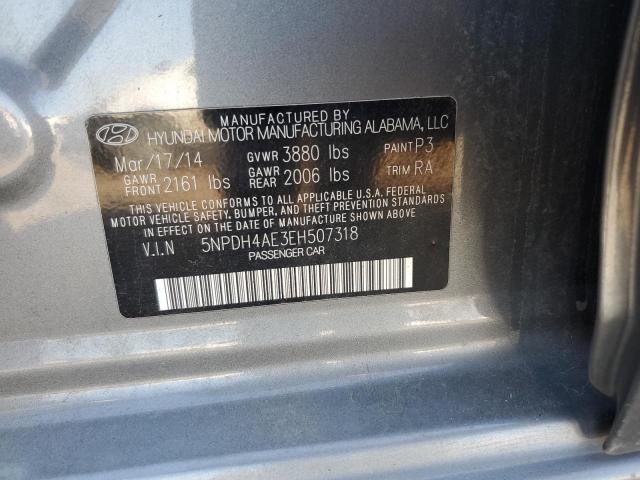 MANUFACTURED BY
HYUNDAI MOTOR MANUFACTURING ALABAMA, LLC
Mar/17/14 GVWR 3880 lbs PAINT P3
GAWR FRONT 2161 lbs GAWR REAR 2006 lbs TRIM RA
THIS VEHICLE CONFORMS TO ALL APPLICABLE U.S.A. FEDERAL
MOTOR VEHICLE SAFETY, BUMPER, AND THEFT PREVENTION STANDARDS
IN EFFECT ON THE DATE OF MANUFACTURE SHOWN ABOVE.
V.I.N 5NPDH4AE3EH507318
PASSENGER CAR